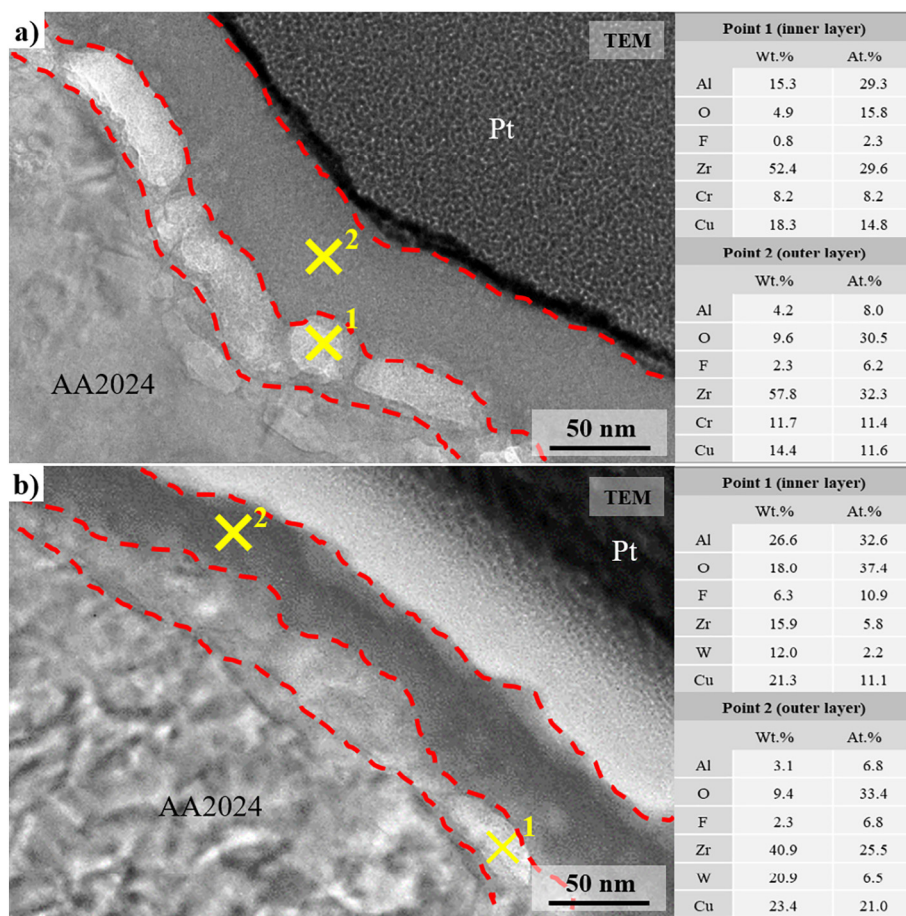 a)
TEM
Pt
2
1
AA2024
50 nm
Point 1 (inner layer)
Wt.% At.%
Al 15.3 29.3
O 4.9 15.8
F 0.8 2.3
Zr 52.4 29.6
Cr 8.2 8.2
Cu 18.3 14.8
Point 2 (outer layer)
Wt.% At.%
Al 4.2 8.0
O 9.6 30.5
F 2.3 6.2
Zr 57.8 32.3
Cr 11.7 11.4
Cu 14.4 11.6
b)
TEM
2
Pt
AA2024
1
50 nm
Point 1 (inner layer)
Wt.% At.%
Al 26.6 32.6
O 18.0 37.4
F 6.3 10.9
Zr 15.9 5.8
W 12.0 2.2
Cu 21.3 11.1
Point 2 (outer layer)
Wt.% At.%
Al 3.1 6.8
O 9.4 33.4
F 2.3 6.8
Zr 40.9 25.5
W 20.9 6.5
Cu 23.4 21.0